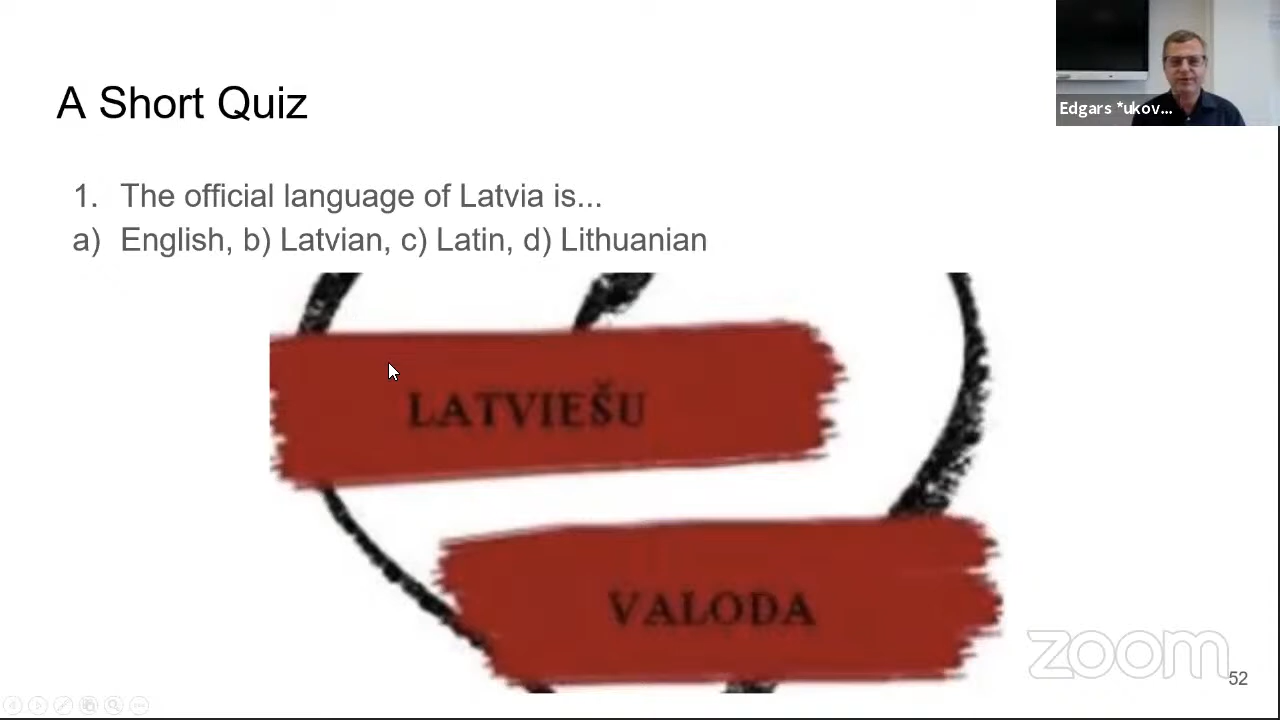 A Short Quiz
Edgars *ukov...
1. The official language of Latvia is...
a) English, b) Latvian, c) Latin, d) Lithuanian
LATVIEŠU
VALODA
zoom
52